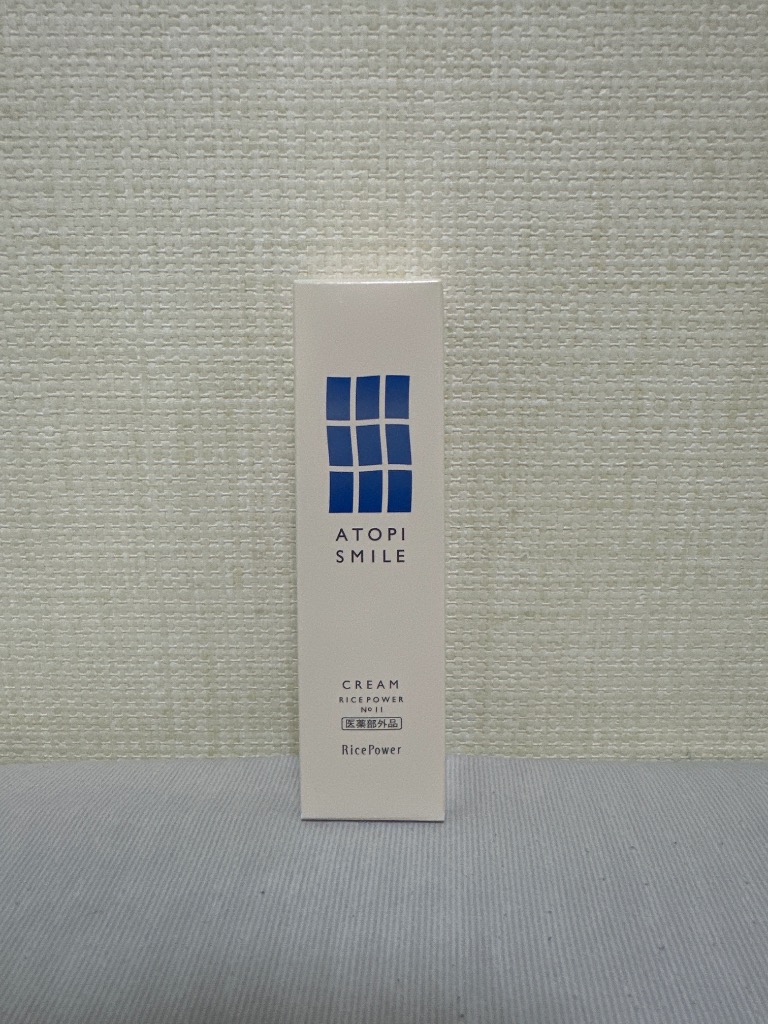 ATOPI
SMILE
CREAM
RICE POWER
No11
医薬部外品
RicePower